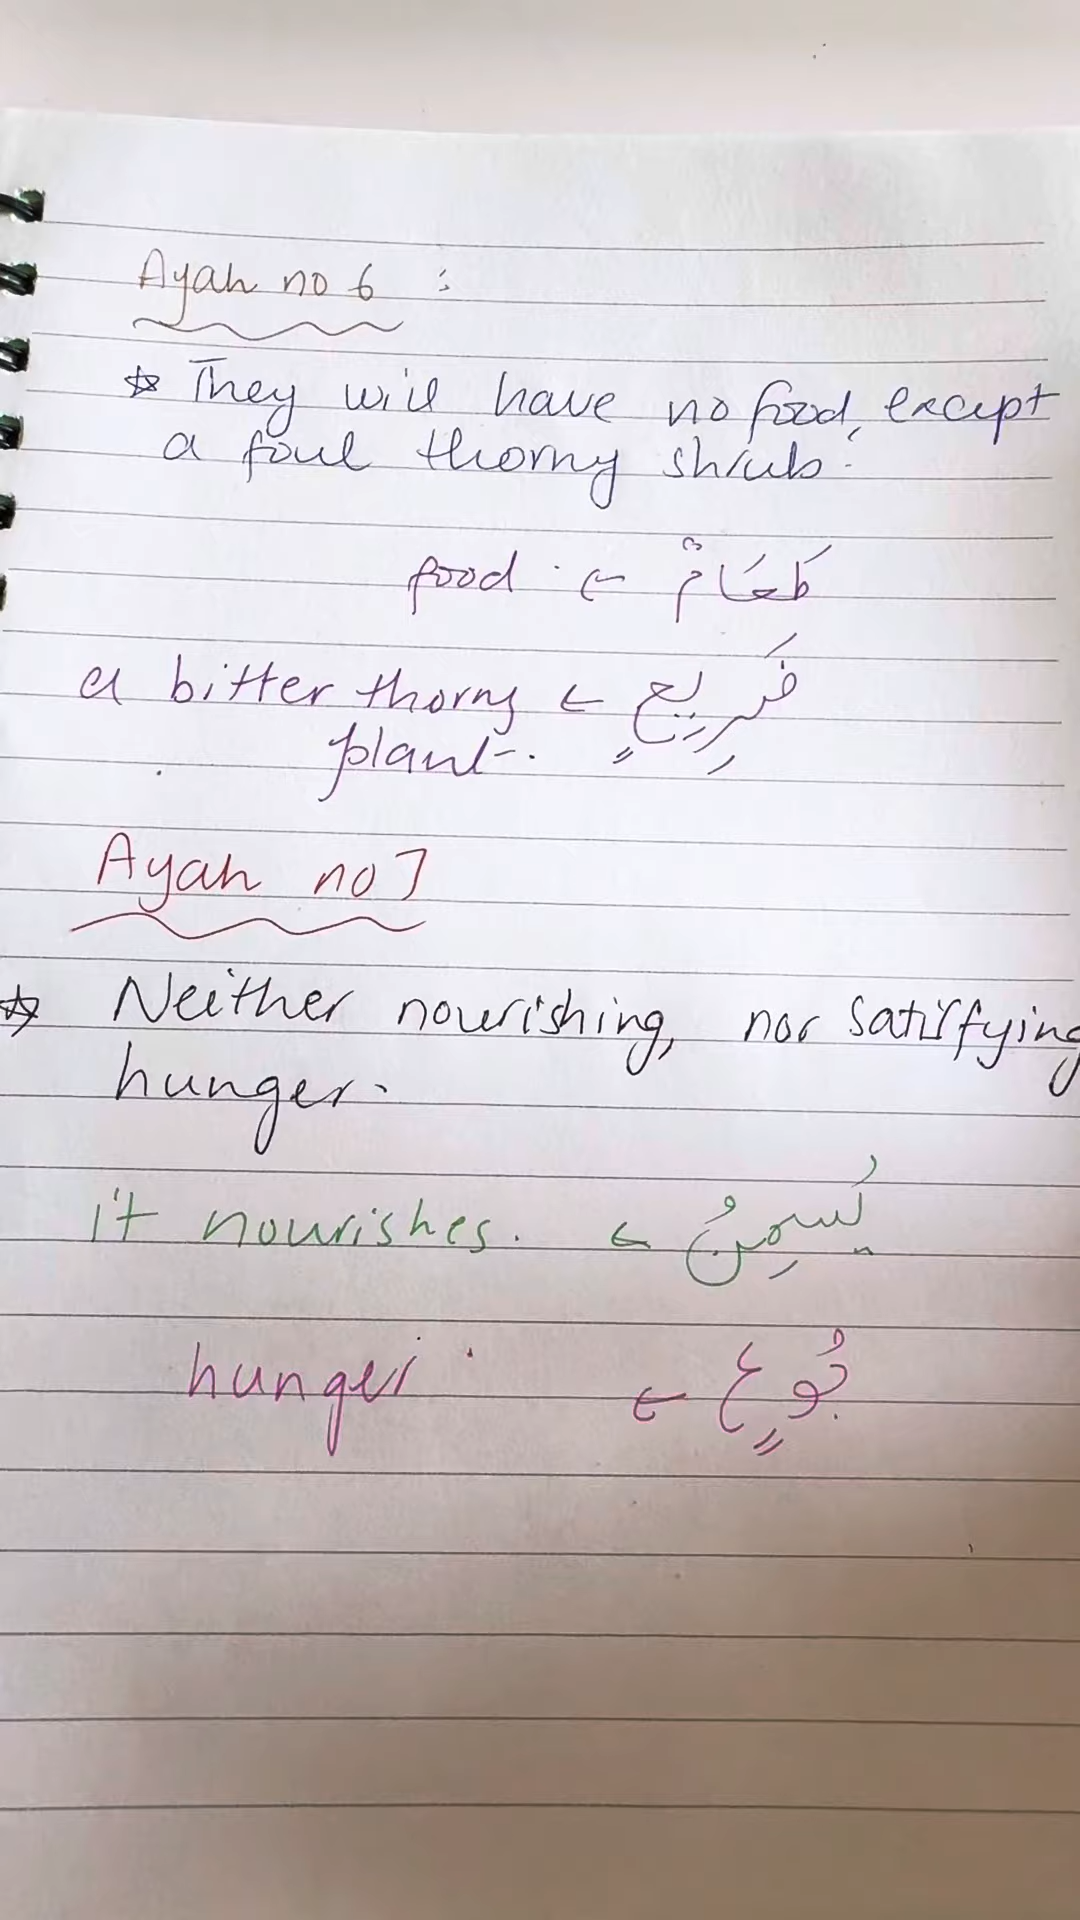 Ayah no 6 :
☆ They will have no food, except
a foul thorny shrub.
food . ← طَعَامٌ
a bitter thorny ← ضَرِيعٍ
plant.
Ayah no 7
☆ Neither nourishing, nor satisfying
hunger.
it nourishes. ← يُسمِنُ
hunger ← جُوعٍ